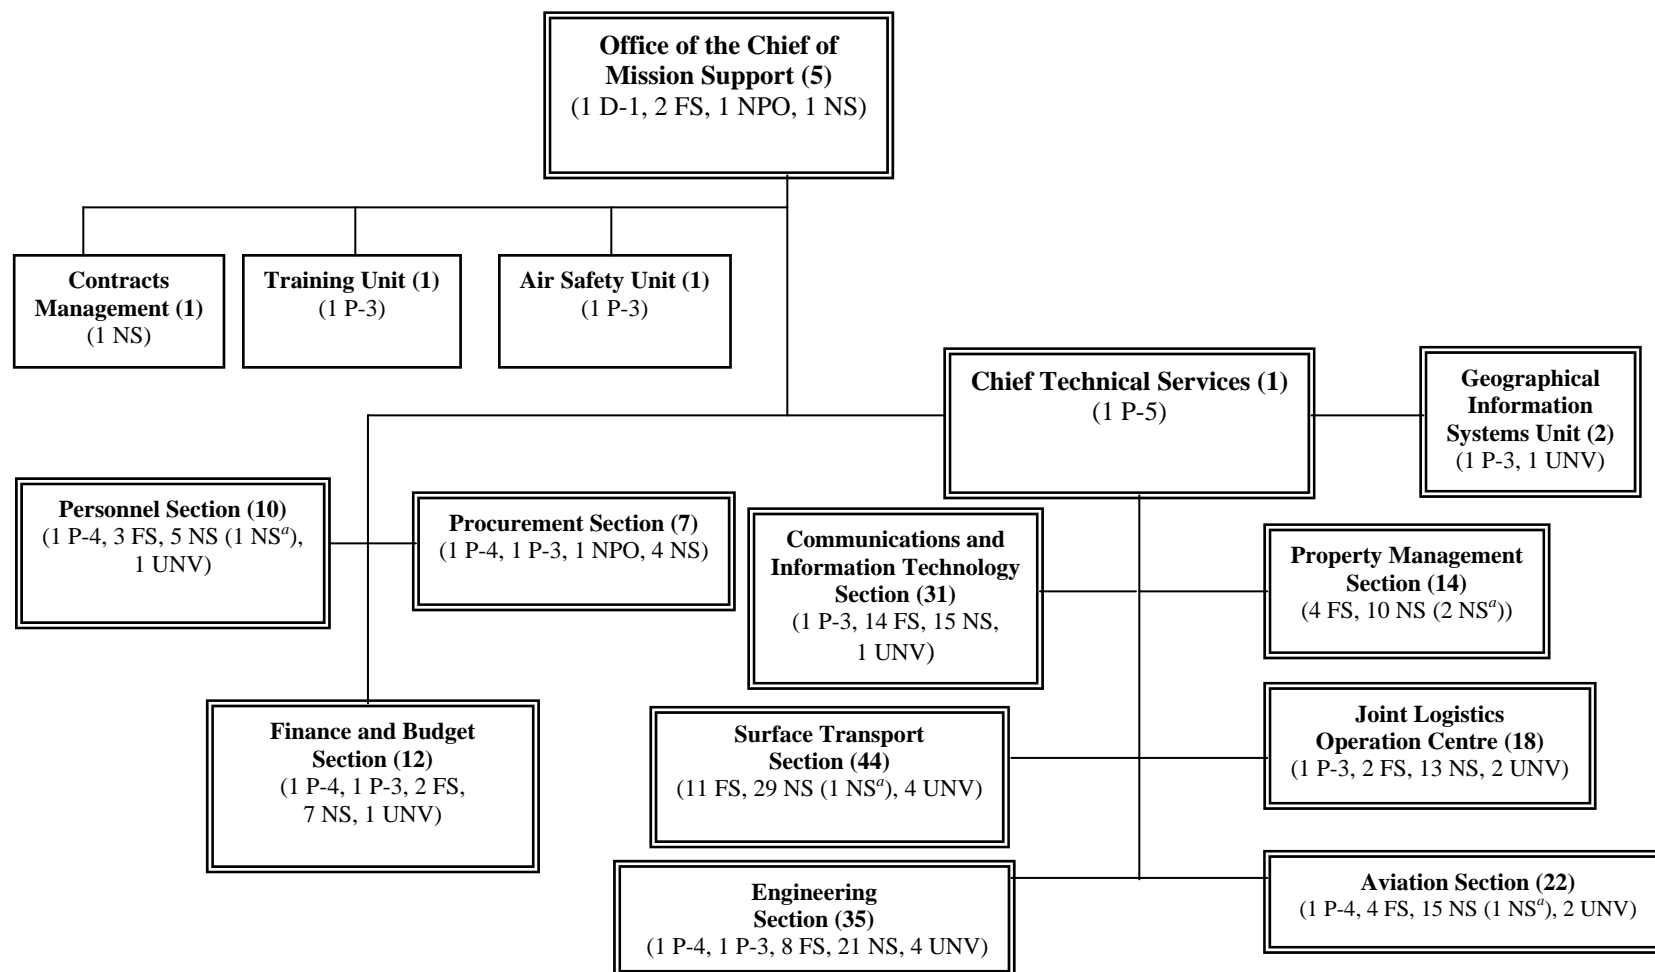 Office of the Chief of
Mission Support (5)
(1 D-1, 2 FS, 1 NPO, 1 NS)
Contracts
Management (1)
(1 NS)
Training Unit (1)
(1 P-3)
Air Safety Unit (1)
(1 P-3)
Chief Technical Services (1)
(1 P-5)
Geographical
Information
Systems Unit (2)
(1 P-3, 1 UNV)
Personnel Section (10)
(1 P-4, 3 FS, 5 NS (1 NSa),
1 UNV)
Procurement Section (7)
(1 P-4, 1 P-3, 1 NPO, 4 NS)
Communications and
Information Technology
Section (31)
(1 P-3, 14 FS, 15 NS,
1 UNV)
Property Management
Section (14)
(4 FS, 10 NS (2 NSa))
Finance and Budget
Section (12)
(1 P-4, 1 P-3, 2 FS,
7 NS, 1 UNV)
Surface Transport
Section (44)
(11 FS, 29 NS (1 NSa), 4 UNV)
Joint Logistics
Operation Centre (18)
(1 P-3, 2 FS, 13 NS, 2 UNV)
Engineering
Section (35)
(1 P-4, 1 P-3, 8 FS, 21 NS, 4 UNV)
Aviation Section (22)
(1 P-4, 4 FS, 15 NS (1 NSa), 2 UNV)